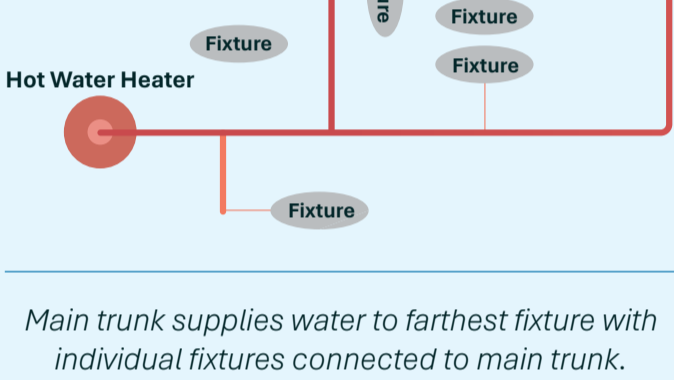 Fixture
Fixture
Fixture
Hot Water Heater
Fixture
Main trunk supplies water to farthest fixture with
individual fixtures connected to main trunk.